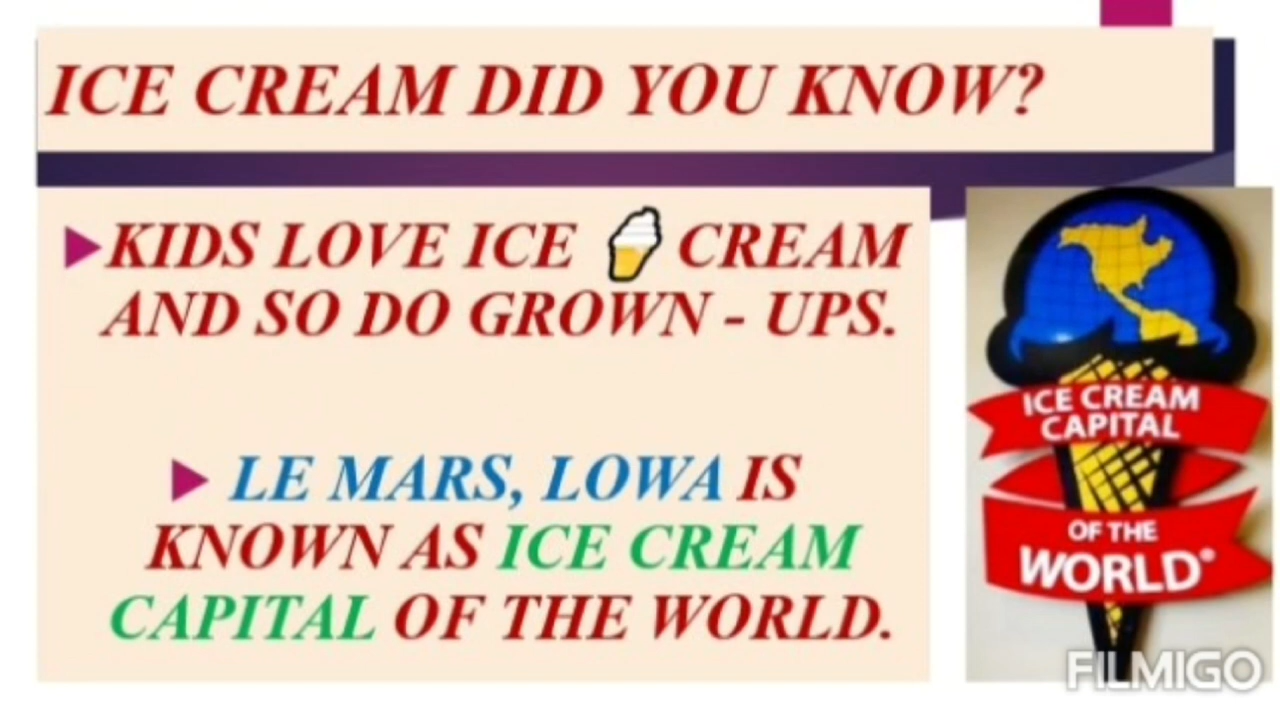 ICE CREAM DID YOU KNOW?
KIDS LOVE ICE CREAM
AND SO DO GROWN - UPS.
LE MARS, LOWA IS
KNOWN AS ICE CREAM
CAPITAL OF THE WORLD.
ICE CREAM
CAPITAL
OF THE
WORLD®
FILMIGO